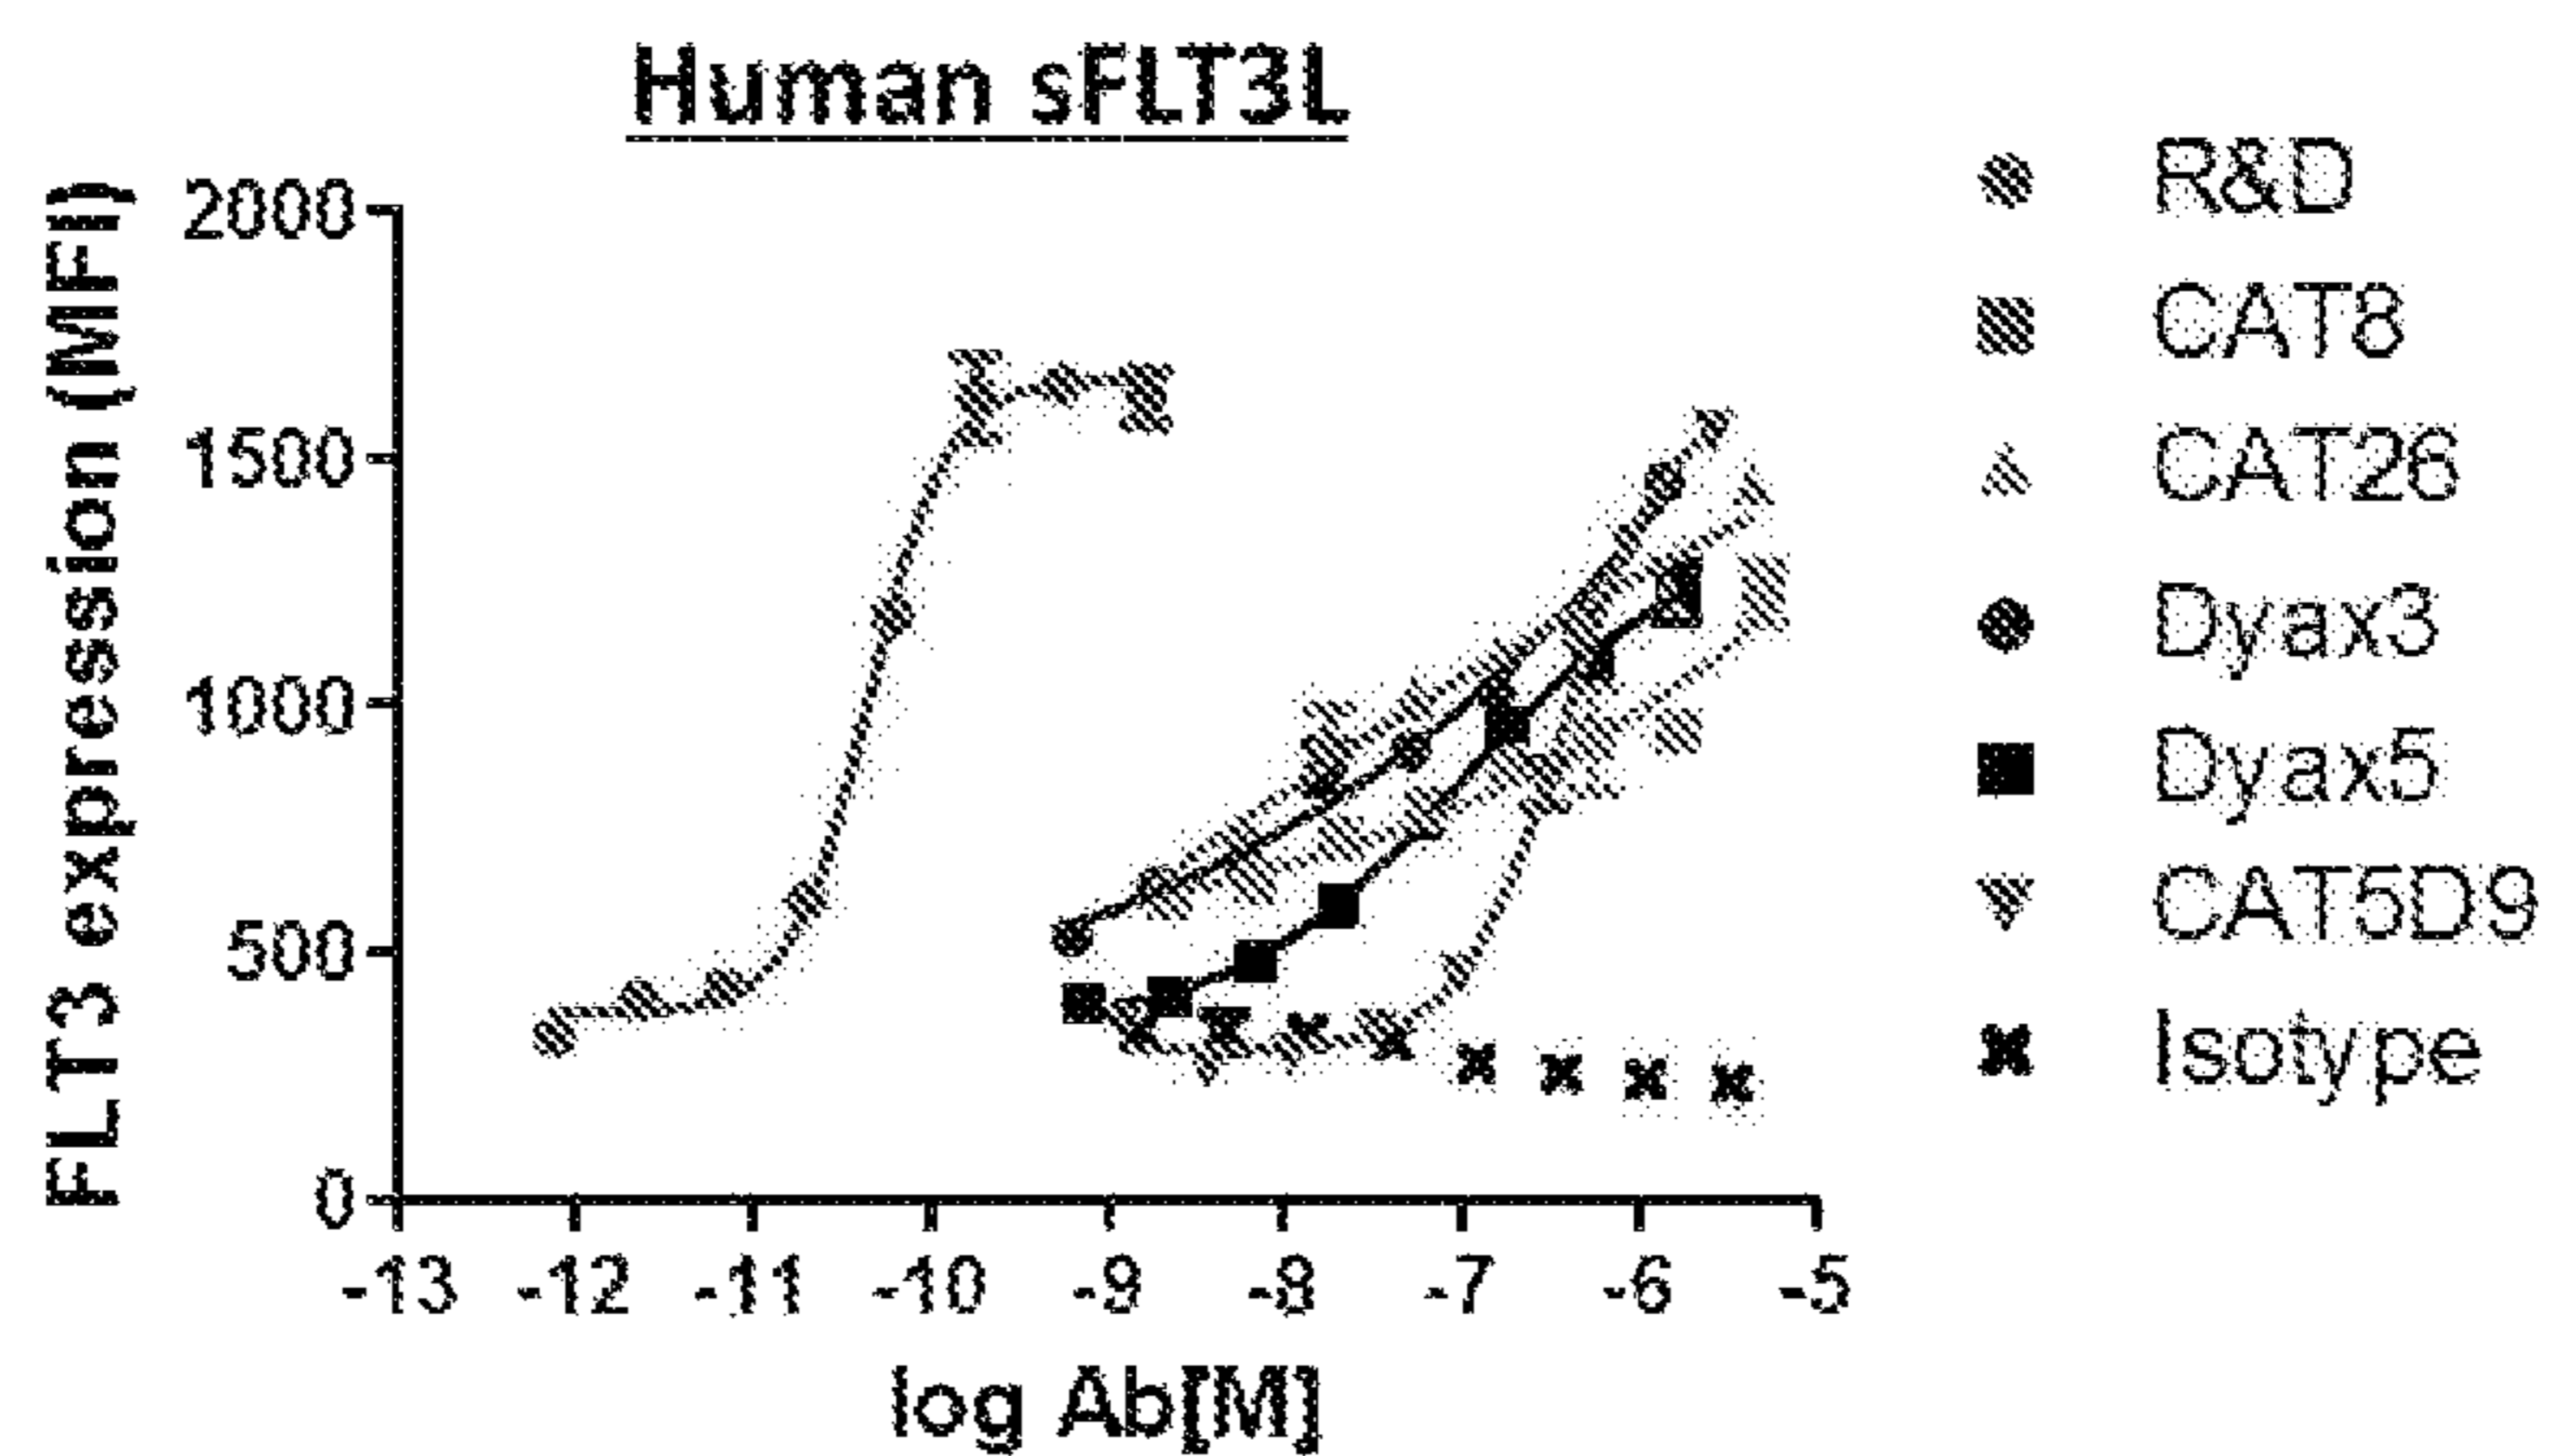 Human sFLT3L
FLT3 expression (MFI)
2000
1500
1000
500
0
-13 -12 -11 -10 -9 -8 -7 -6 -5
log Ab[M]
R&D
CAT8
CAT26
Dyax3
Dyax5
CAT5D9
Isotype